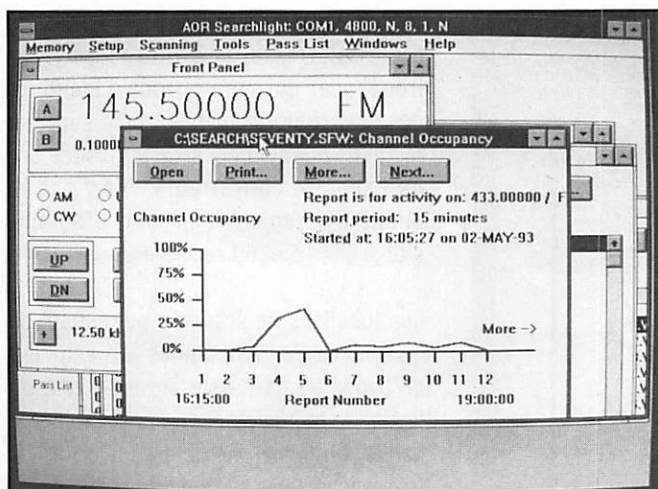 AOR Searchlight: COM1, 4800, N, 8, 1, N
Memory Setup Scanning Tools Pass List Windows Help
Front Panel
A 145.50000 FM
B 0.1000
C:\SEARCH\SEVENTY.SFW: Channel Occupancy
Open Print... More... Next...
Report is for activity on: 433.00000 / F
Channel Occupancy Report period: 15 minutes
Started at: 16:05:27 on 02-MAY-93
AM
CW
100%
75%
50%
25%
0%
UP
DN
More ->
12.50 kH
1 2 3 4 5 6 7 8 9 10 11 12
16:15:00 Report Number 19:00:00
Pass List